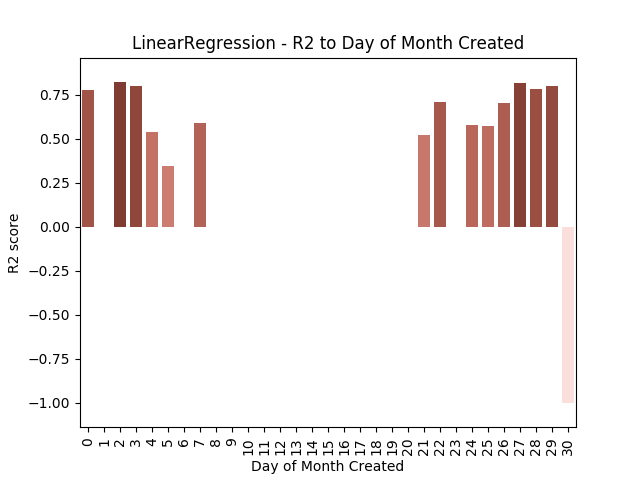 LinearRegression - R2 to Day of Month Created
R2 score
0.75
0.50
0.25
0.00
−0.25
−0.50
−0.75
−1.00
0 1 2 3 4 5 6 7 8 9 10 11 12 13 14 15 16 17 18 19 20 21 22 23 24 25 26 27 28 29 30
Day of Month Created